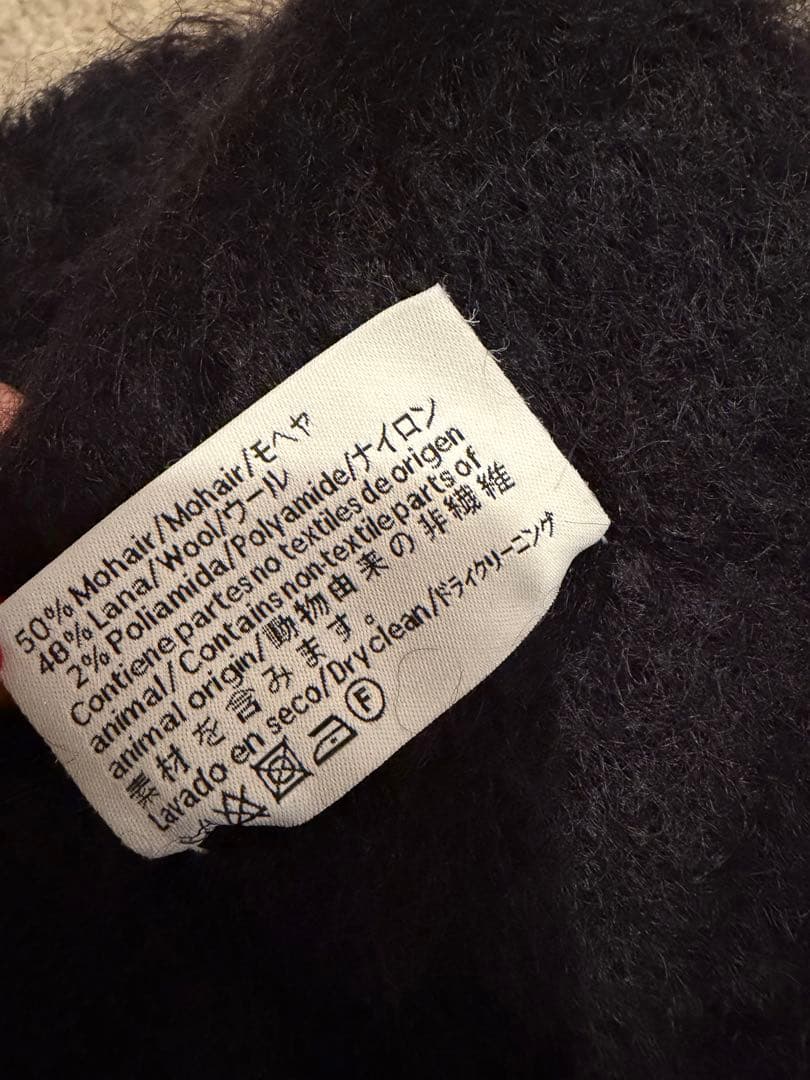 50% Mohair/Mohair/モヘヤ
48% Lana/Wool/ウール
2% Poliamida/Polyamide/ナイロン
Contiene partes no textiles de origen
animal/Contains non-textile parts of
animal origin/動物由来の非繊維
素材を含みます。
Lavado en seco/Dry clean/ドライクリーニング
F